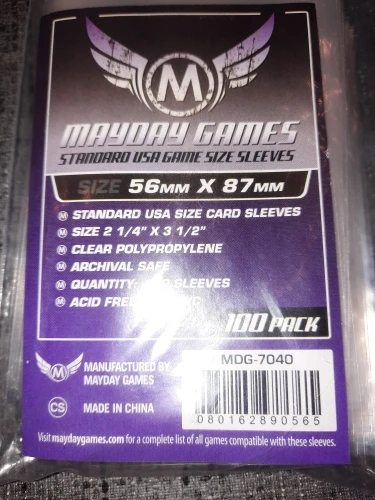 M
MAYDAY GAMES
STANDARD USA GAME SIZE SLEEVES
SIZE 56MM X 87MM
M STANDARD USA SIZE CARD SLEEVES
M SIZE 2 1/4" X 3 1/2"
M CLEAR POLYPROPYLENE
M ARCHIVAL SAFE
M QUANTITY: SLEEVES
M ACID FREE
100 PACK
M
MANUFACTURED BY
MAYDAY GAMES
MDG-7040
CS
MADE IN CHINA
080162890565
Visit maydaygames.com for a complete list of all games compatible with these sleeves.